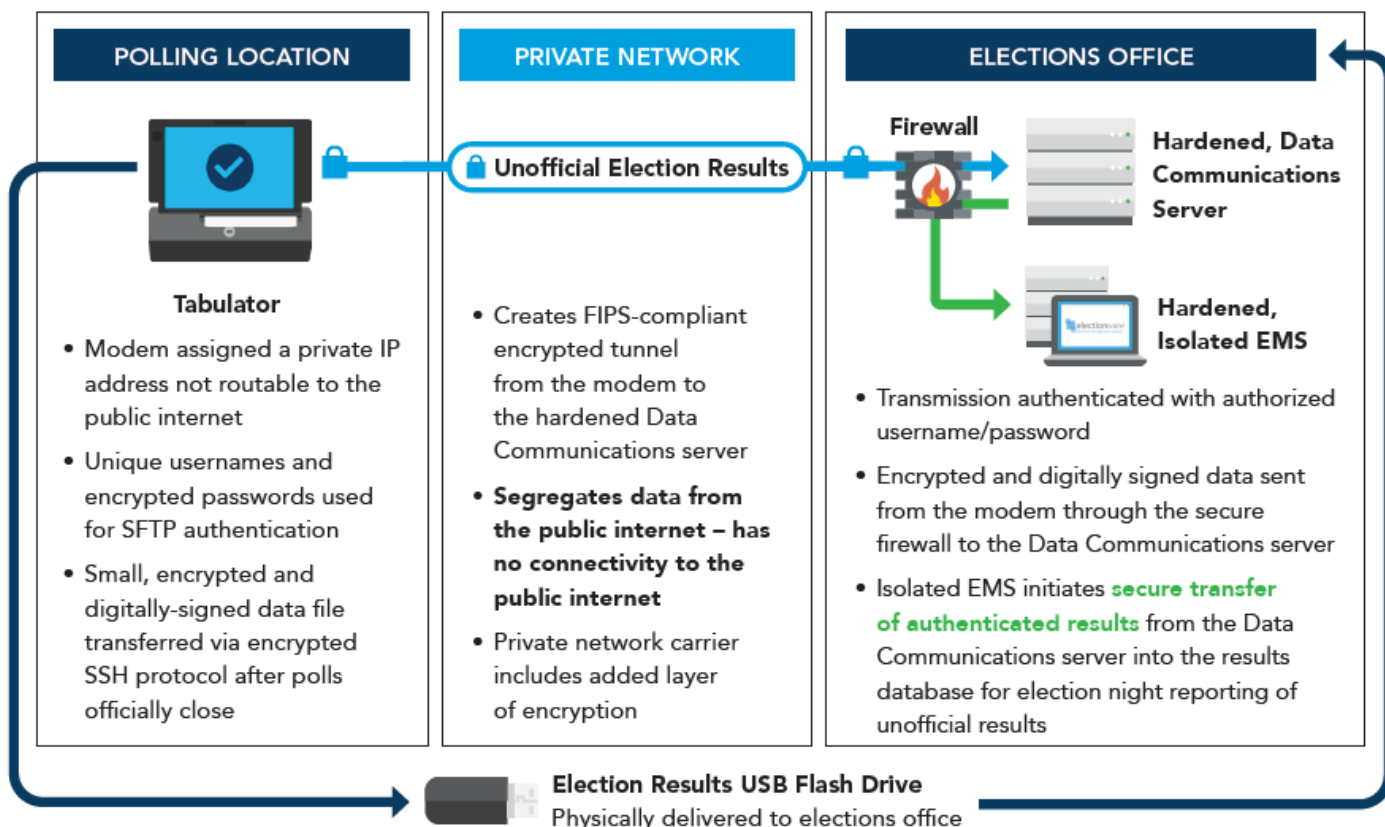 POLLING LOCATION
Tabulator
• Modem assigned a private IP
address not routable to the
public internet
• Unique usernames and
encrypted passwords used
for SFTP authentication
• Small, encrypted and
digitally-signed data file
transferred via encrypted
SSH protocol after polls
officially close
PRIVATE NETWORK
Unofficial Election Results
• Creates FIPS-compliant
encrypted tunnel
from the modem to
the hardened Data
Communications server
• Segregates data from
the public internet – has
no connectivity to the
public internet
• Private network carrier
includes added layer
of encryption
ELECTIONS OFFICE
Firewall
Hardened, Data
Communications
Server
electionware
Hardened,
Isolated EMS
• Transmission authenticated with authorized
username/password
• Encrypted and digitally signed data sent
from the modem through the secure
firewall to the Data Communications server
• Isolated EMS initiates secure transfer
of authenticated results from the Data
Communications server into the results
database for election night reporting of
unofficial results
Election Results USB Flash Drive
Physically delivered to elections office